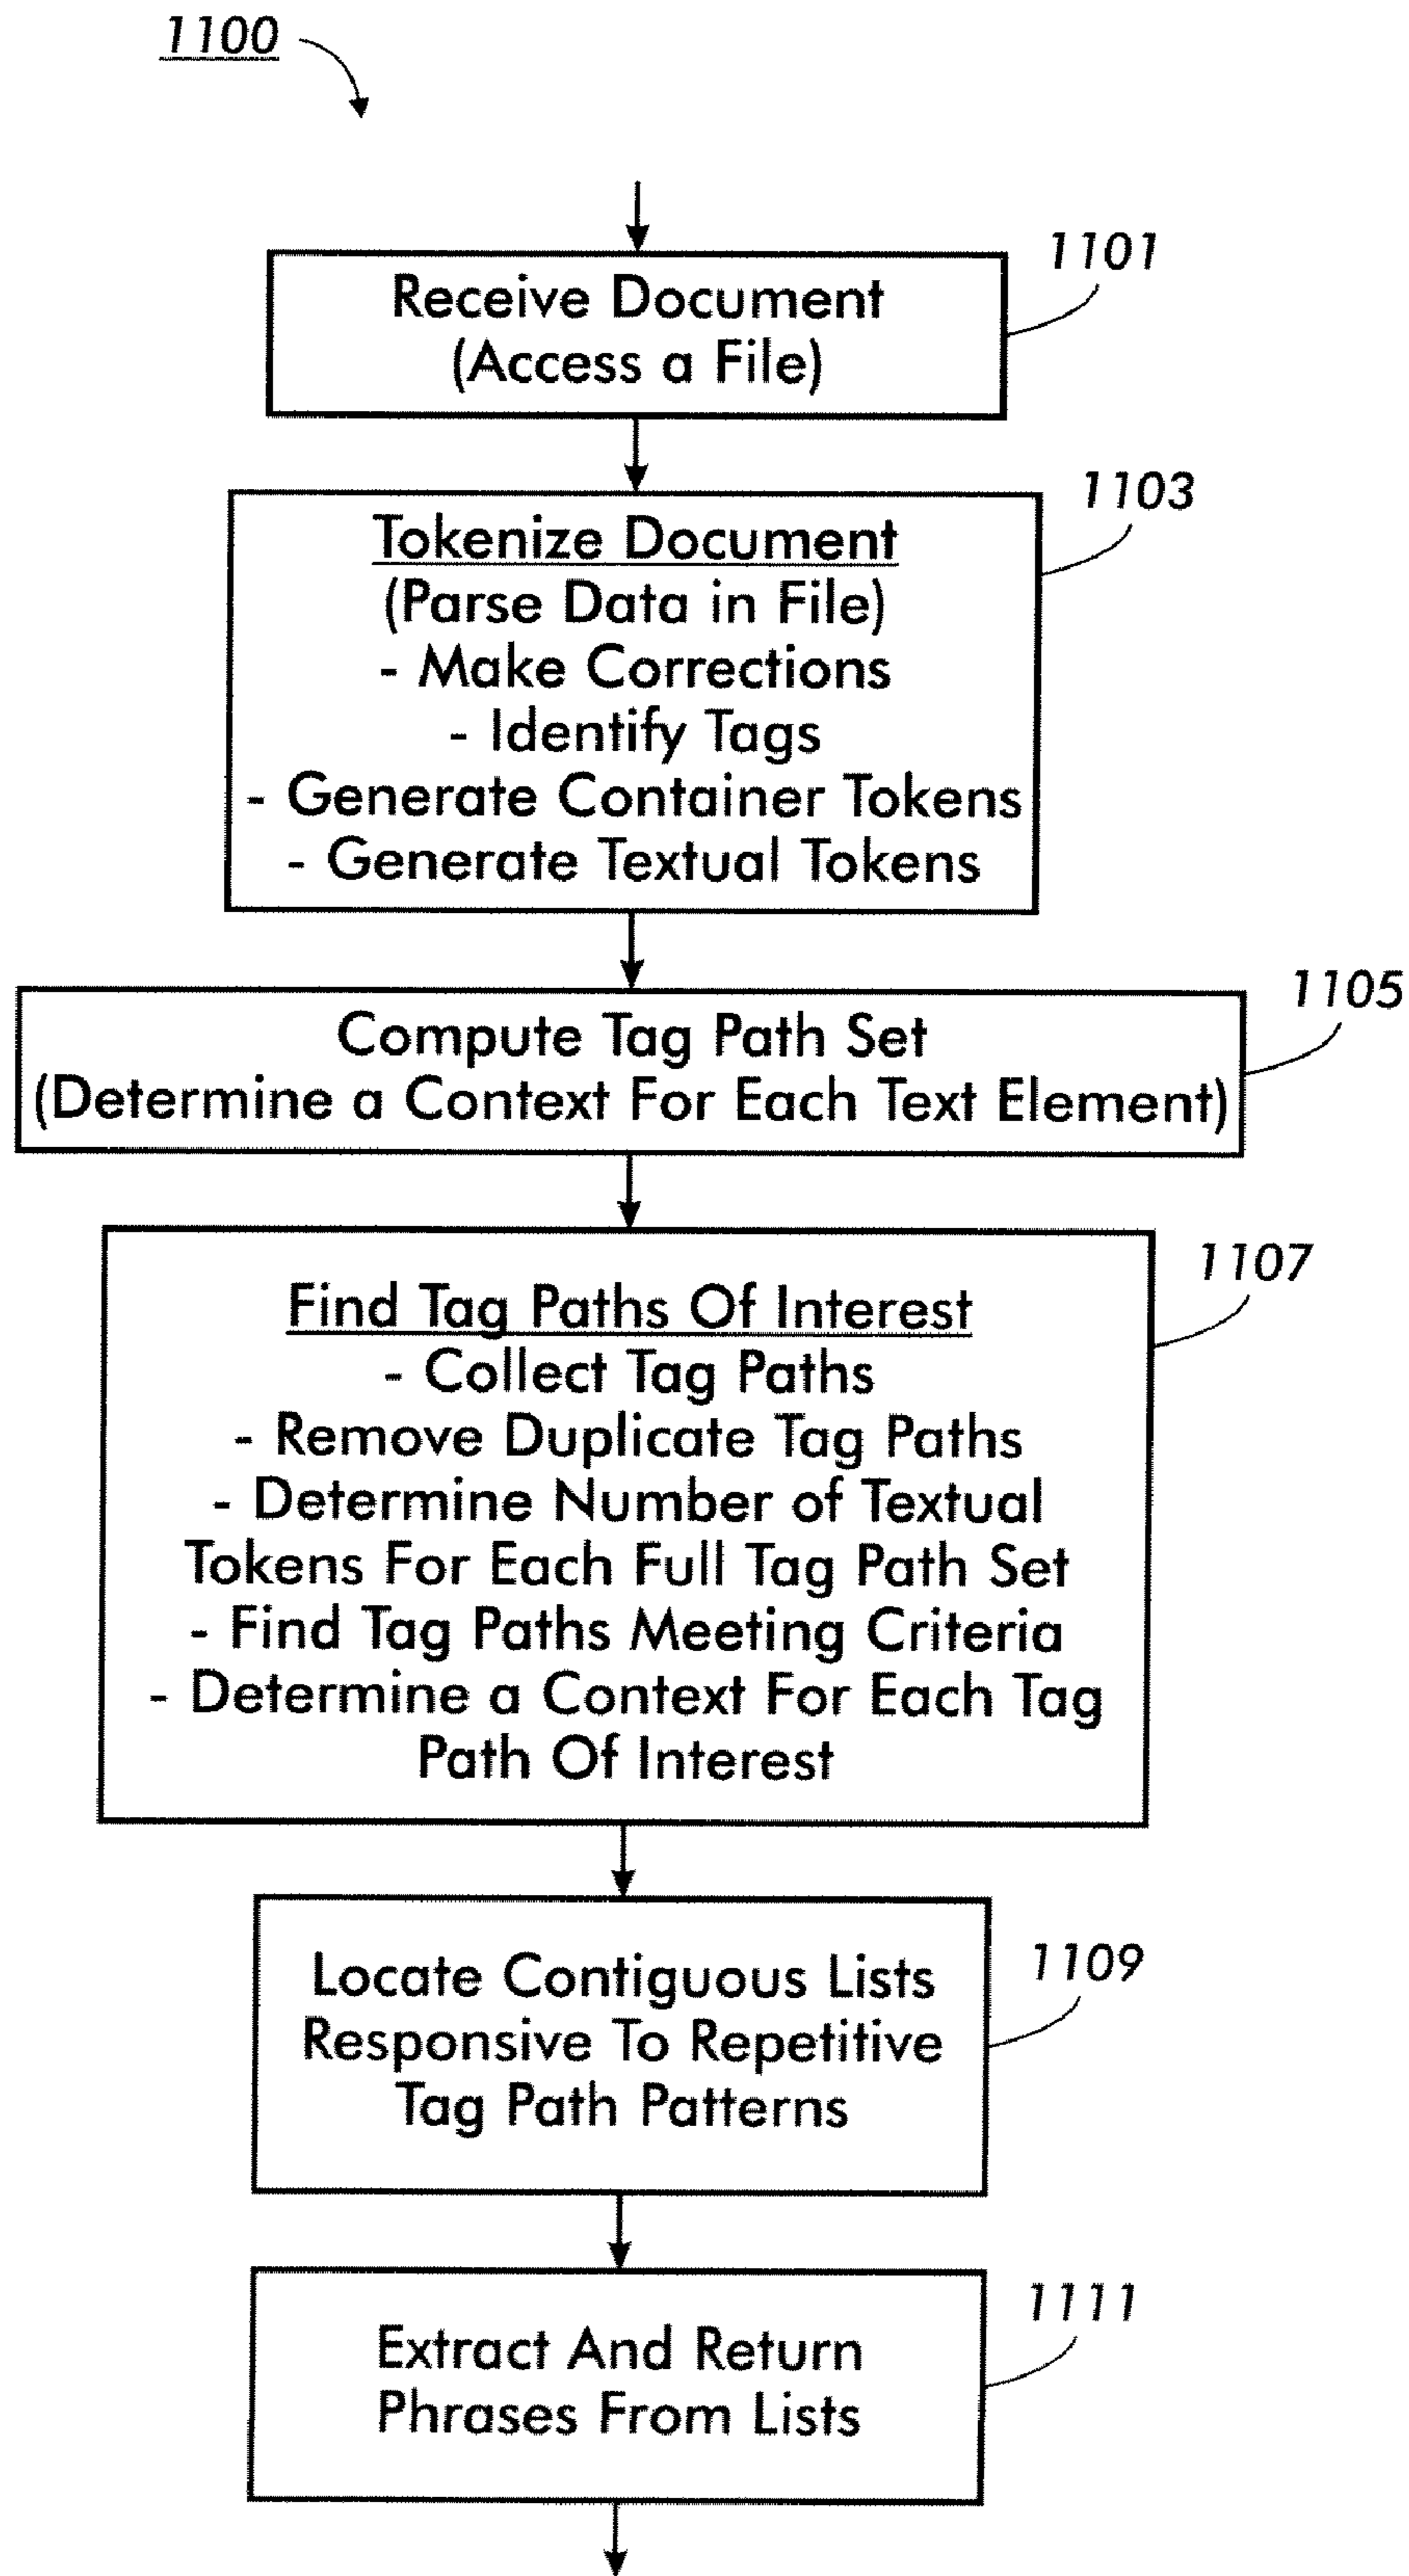 1100
1101
Receive Document
(Access a File)
1103
Tokenize Document
(Parse Data in File)
- Make Corrections
- Identify Tags
- Generate Container Tokens
- Generate Textual Tokens
1105
Compute Tag Path Set
(Determine a Context For Each Text Element)
1107
Find Tag Paths Of Interest
- Collect Tag Paths
- Remove Duplicate Tag Paths
- Determine Number of Textual
Tokens For Each Full Tag Path Set
- Find Tag Paths Meeting Criteria
- Determine a Context For Each Tag
Path Of Interest
1109
Locate Contiguous Lists
Responsive To Repetitive
Tag Path Patterns
1111
Extract And Return
Phrases From Lists